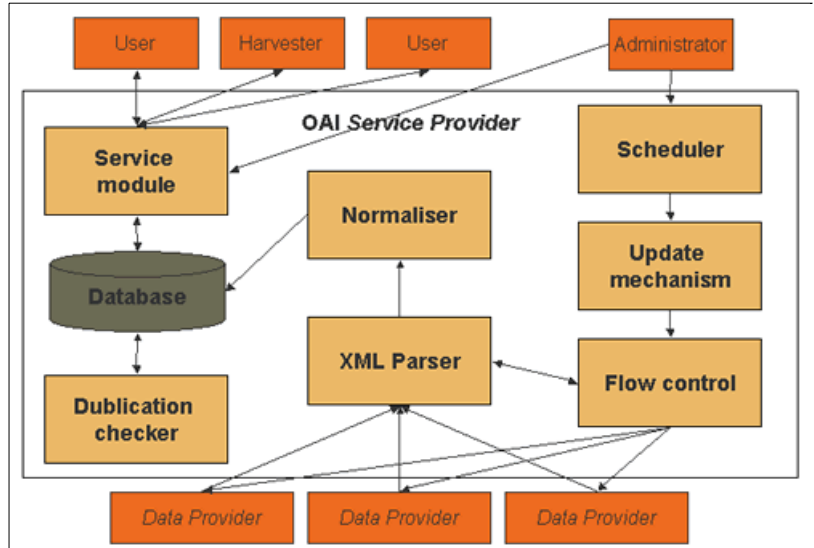 User
Harvester
User
Administrator
OAI Service Provider
Service
module
Scheduler
Normaliser
Update
mechanism
Database
XML Parser
Flow control
Dublication
checker
Data Provider
Data Provider
Data Provider